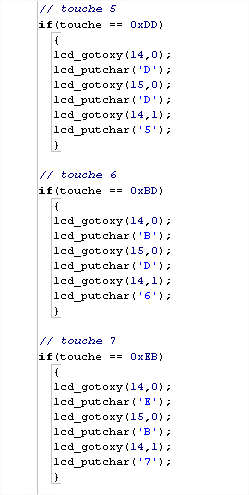 // touche 5
if(touche == 0xDD)
{
lcd_gotoxy(14,0);
lcd_putchar('D');
lcd_gotoxy(15,0);
lcd_putchar('D');
lcd_gotoxy(14,1);
lcd_putchar('5');
}
// touche 6
if(touche == 0xBD)
{
lcd_gotoxy(14,0);
lcd_putchar('B');
lcd_gotoxy(15,0);
lcd_putchar('D');
lcd_gotoxy(14,1);
lcd_putchar('6');
}
// touche 7
if(touche == 0xEB)
{
lcd_gotoxy(14,0);
lcd_putchar('E');
lcd_gotoxy(15,0);
lcd_putchar('B');
lcd_gotoxy(14,1);
lcd_putchar('7');
}